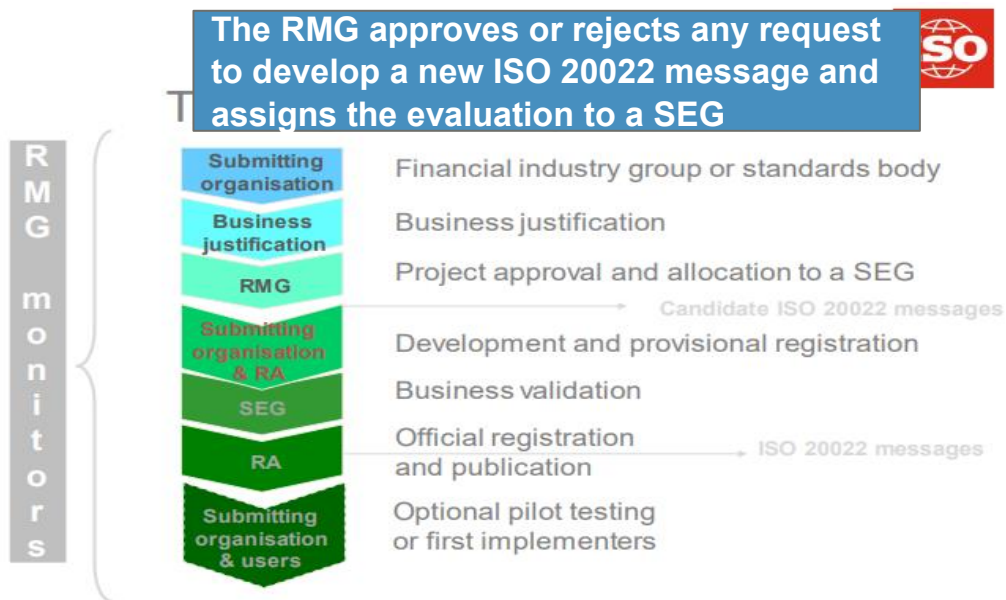 The RMG approves or rejects any request
to develop a new ISO 20022 message and
assigns the evaluation to a SEG
SO
T
RMG monitors
Submitting
organisation
Financial industry group or standards body
Business
justification
Business justification
RMG
Project approval and allocation to a SEG
Candidate ISO 20022 messages
Submitting
organisation
& RA
Development and provisional registration
SEG
Business validation
RA
Official registration
and publication
ISO 20022 messages
Submitting
organisation
& users
Optional pilot testing
or first implementers